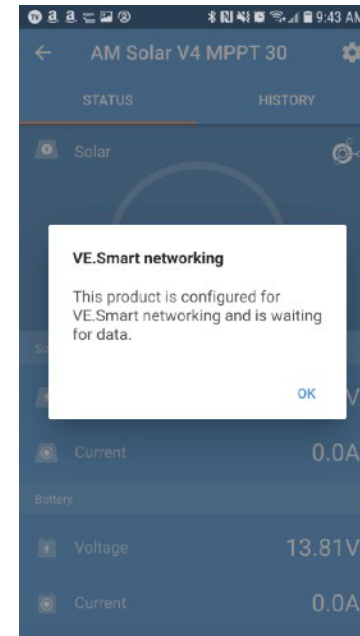 9:43 AM
AM Solar V4 MPPT 30
STATUS HISTORY
Solar
VE.Smart networking
This product is configured for
VE.Smart networking and is waiting
for data.
OK
So
V
Current 0.0A
Battery
Voltage 13.81V
Current 0.0A